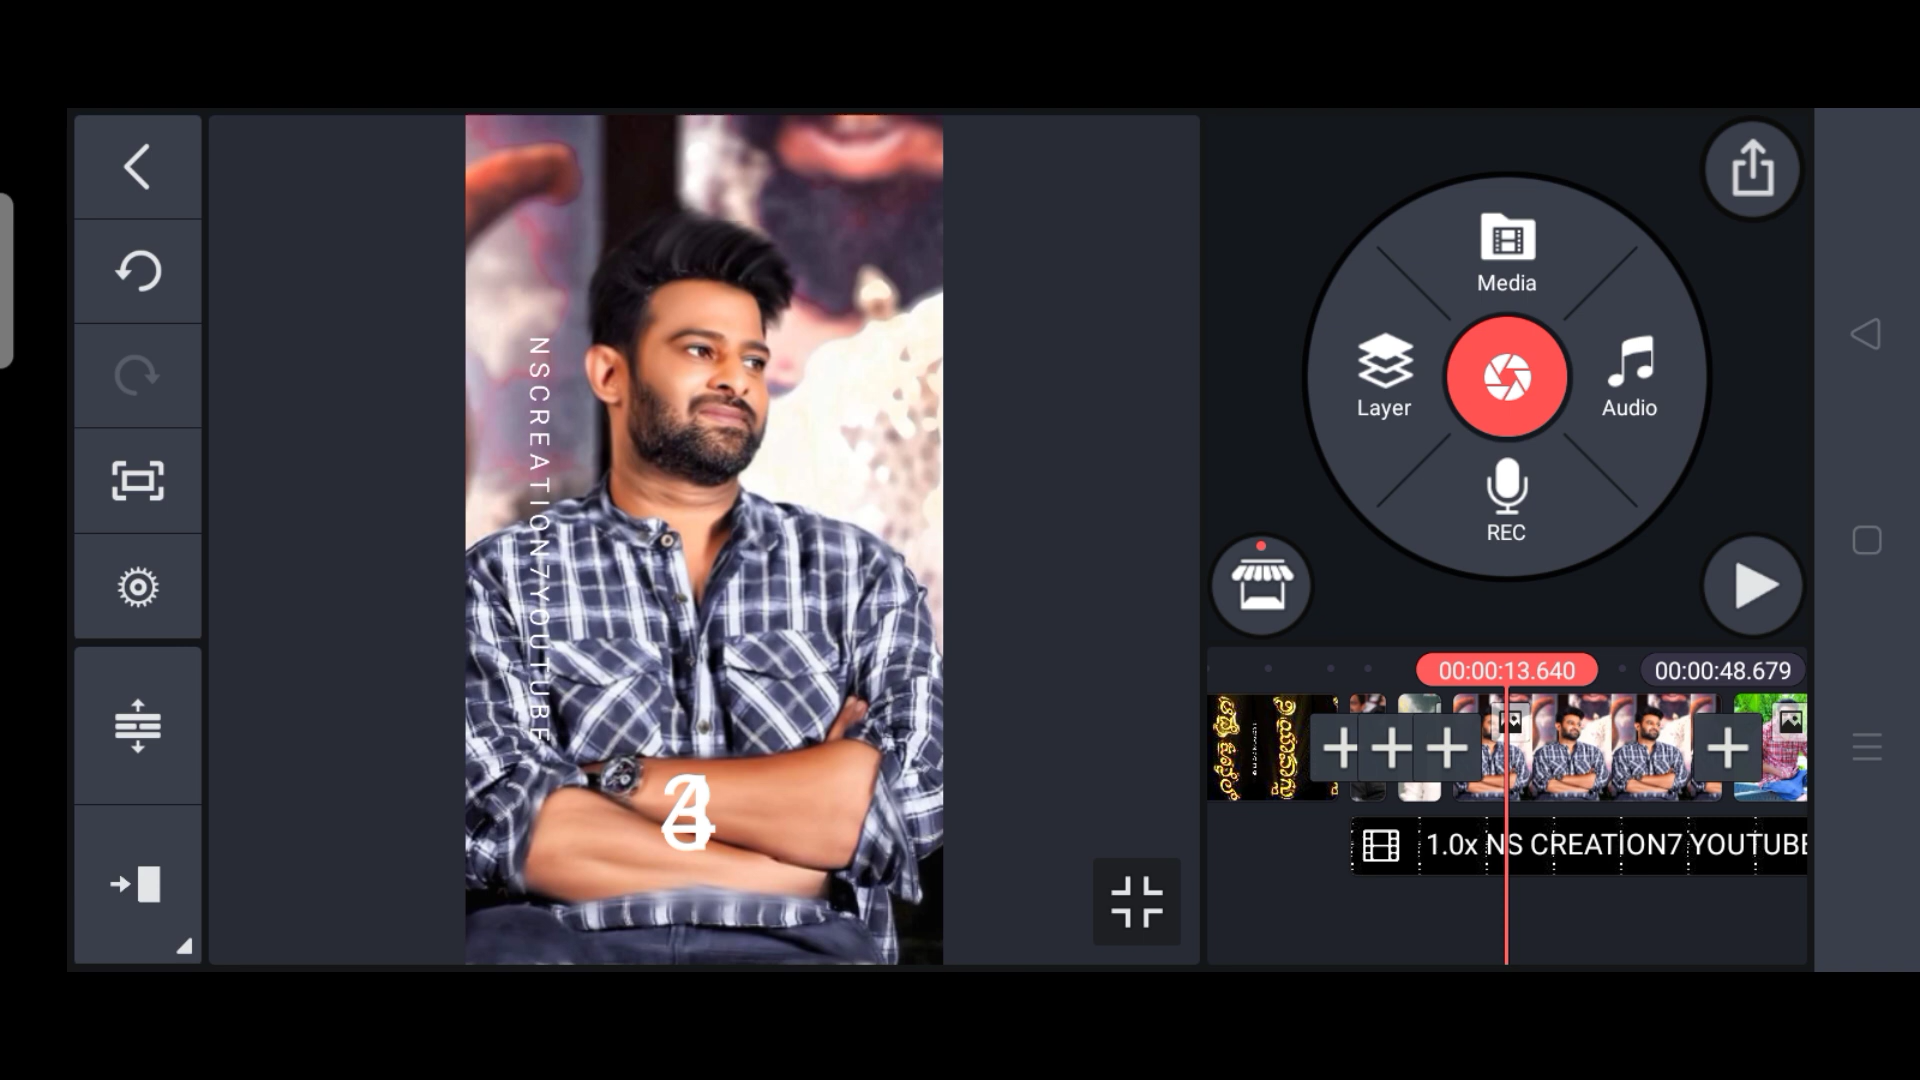 Media
Layer
Audio
REC
NSCREATION7YOUTUBE
00:00:13.640
00:00:48.679
1.0x NS CREATION7 YOUTUBE